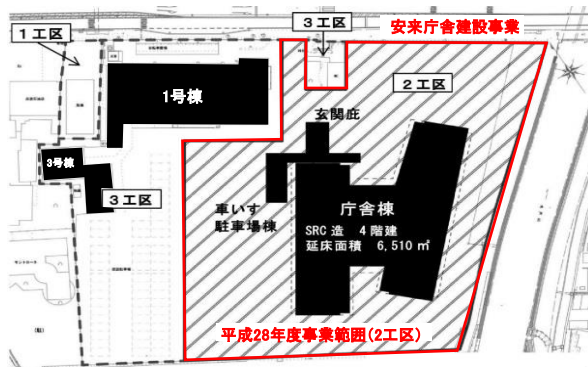 安来庁舎建設事業
1工区
3工区
2工区
1号棟
玄関庇
3号棟
3工区
車いす
駐車場棟
庁舎棟
SRC造 4階建
延床面積 6,510㎡
平成28年度事業範囲(2工区)